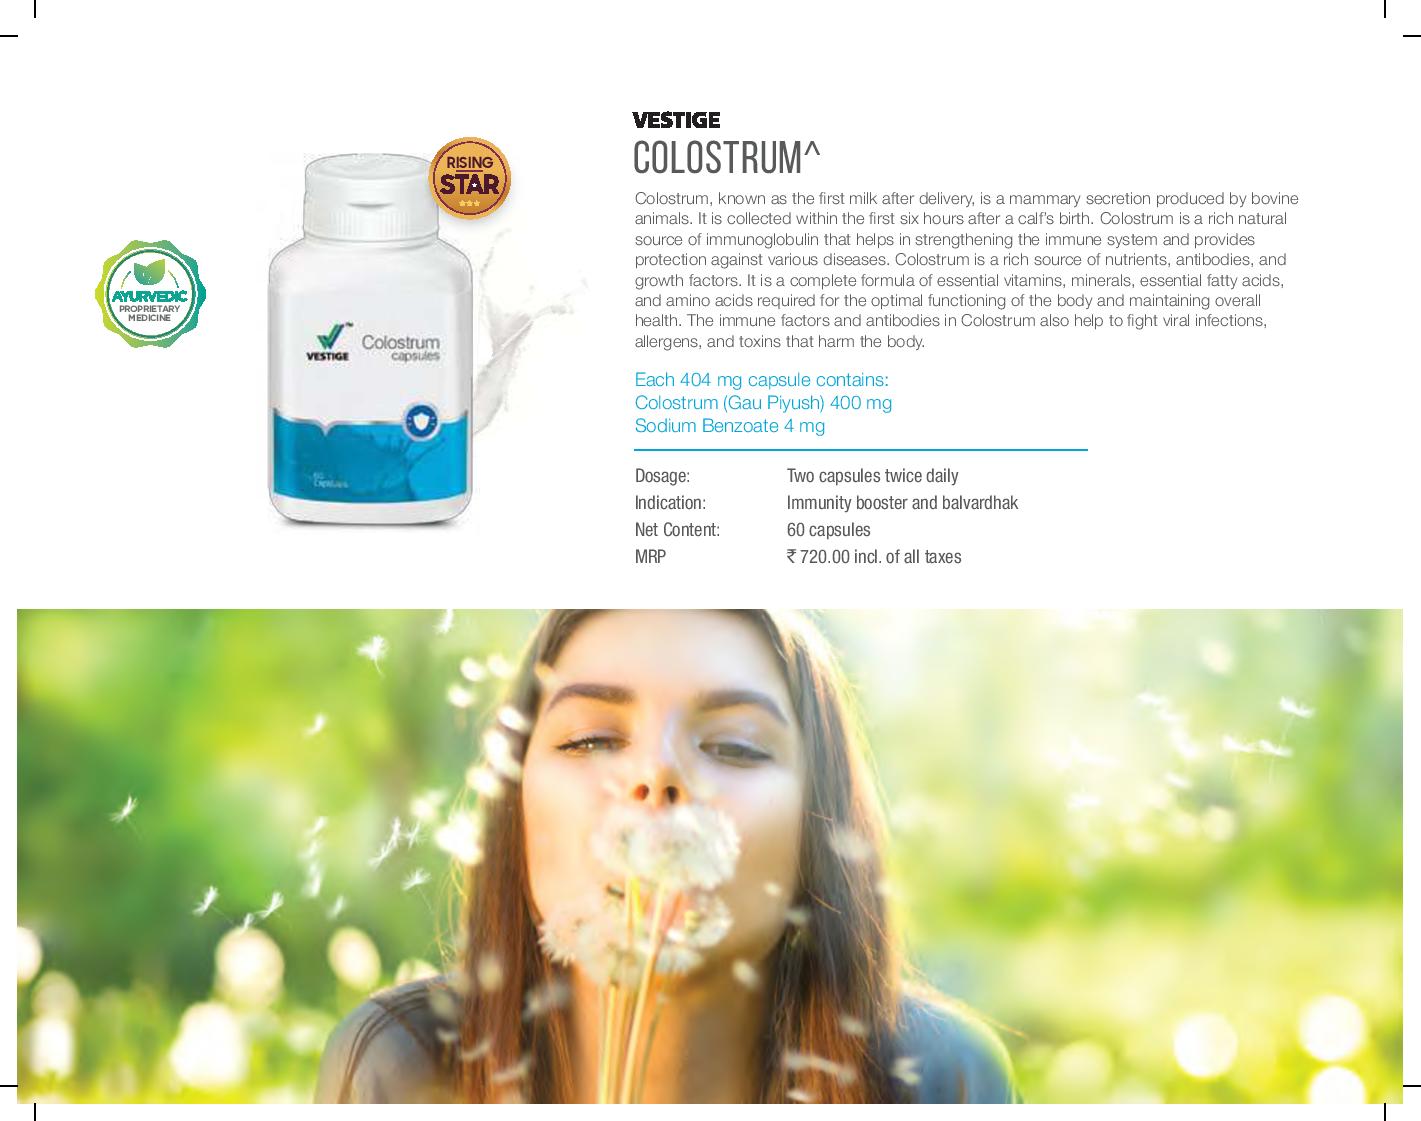 VESTIGE
COLOSTRUM^
Colostrum, known as the first milk after delivery, is a mammary secretion produced by bovine
animals. It is collected within the first six hours after a calf's birth. Colostrum is a rich natural
source of immunoglobulin that helps in strengthening the immune system and provides
protection against various diseases. Colostrum is a rich source of nutrients, antibodies, and
growth factors. It is a complete formula of essential vitamins, minerals, essential fatty acids,
and amino acids required for the optimal functioning of the body and maintaining overall
health. The immune factors and antibodies in Colostrum also help to fight viral infections,
allergens, and toxins that harm the body.
Each 404 mg capsule contains:
Colostrum (Gau Piyush) 400 mg
Sodium Benzoate 4 mg
Dosage: Two capsules twice daily
Indication: Immunity booster and balvardhak
Net Content: 60 capsules
MRP ₹ 720.00 incl. of all taxes
RISING
STAR
AYURVEDIC
PROPRIETARY
MEDICINE
VESTIGE™
Colostrum
capsules
60
Capsules